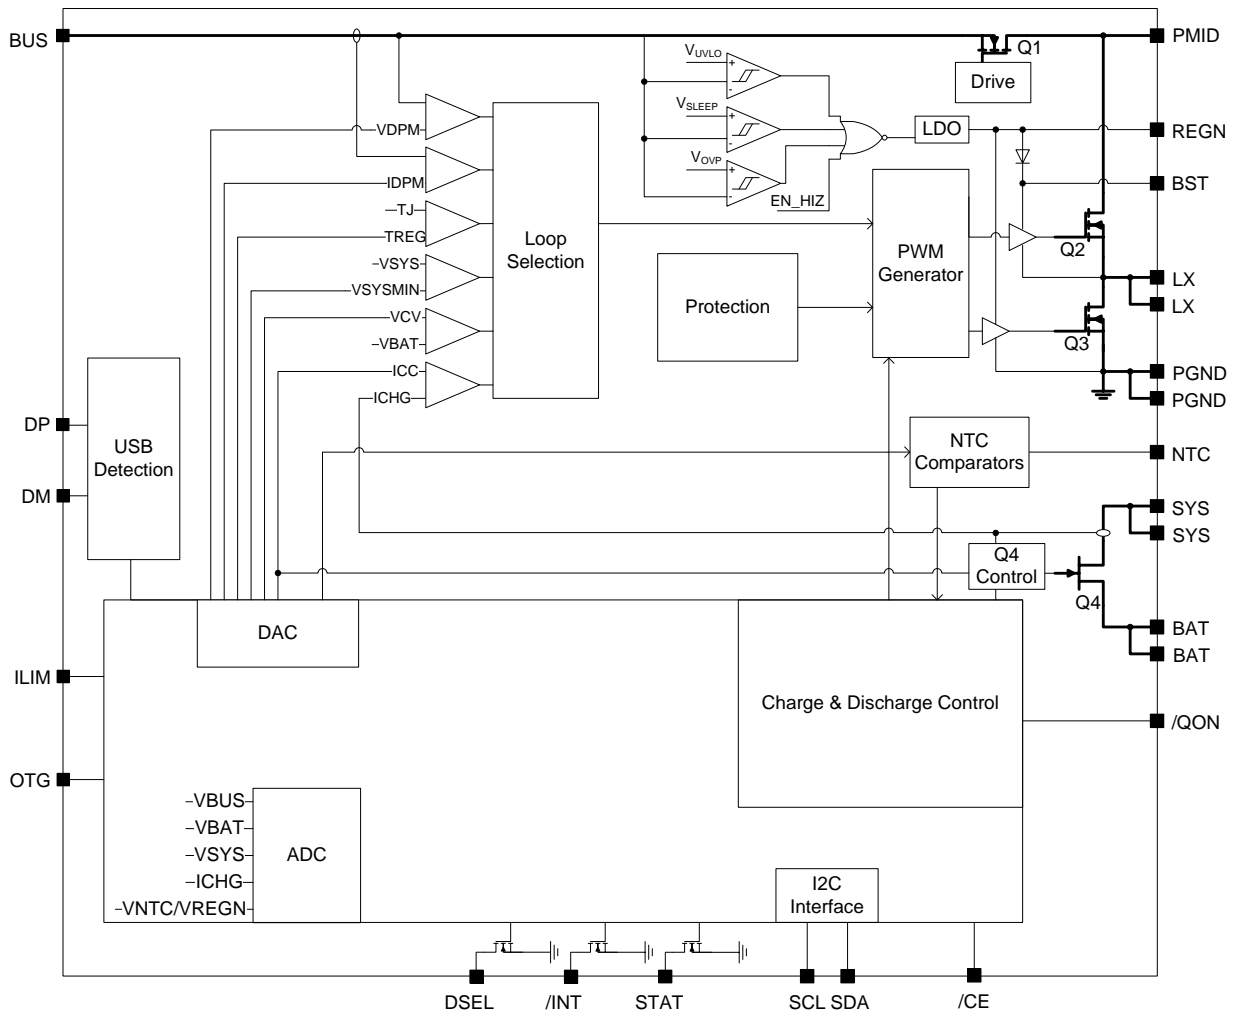 BUS
PMID
Q1
Drive
VUVLO
+
-
VSLEEP
+
-
VOVP
+
-
EN_HIZ
LDO
REGN
BST
VDPM
IDPM
TJ
TREG
VSYS
VSYSMIN
VCV
VBAT
ICC
ICHG
Loop
Selection
PWM
Generator
Protection
Q2
LX
LX
Q3
PGND
PGND
DP
DM
USB
Detection
NTC
Comparators
NTC
SYS
SYS
Q4
Control
Q4
BAT
BAT
DAC
ILIM
OTG
Charge & Discharge Control
/QON
VBUS
VBAT
VSYS
ICHG
VNTC/VREGN
ADC
I2C
Interface
DSEL
/INT
STAT
SCL
SDA
/CE